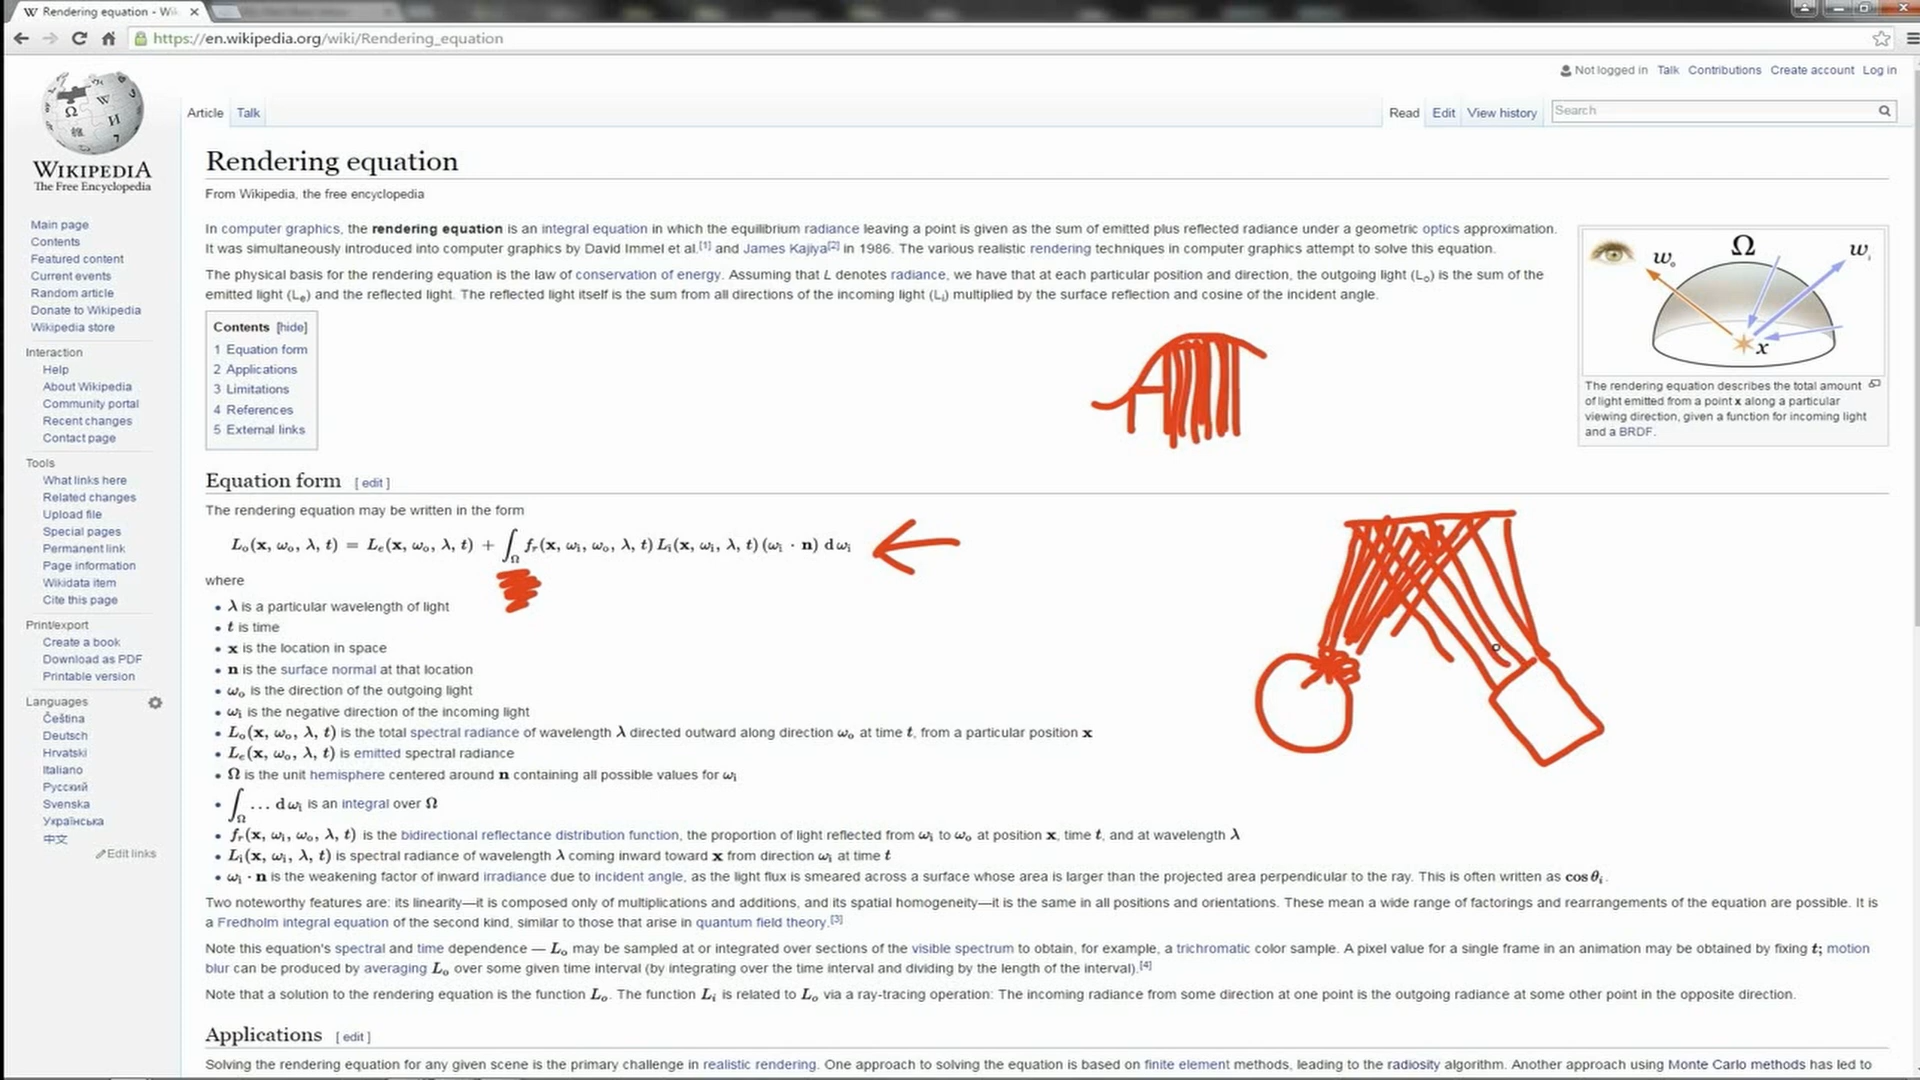 Rendering equation - Wi
https://en.wikipedia.org/wiki/Rendering_equation
Not logged in Talk Contributions Create account Log in
Article Talk Read Edit View history Search
WIKIPEDIA
The Free Encyclopedia
Main page
Contents
Featured content
Current events
Random article
Donate to Wikipedia
Wikipedia store
Interaction
Help
About Wikipedia
Community portal
Recent changes
Contact page
Tools
What links here
Related changes
Upload file
Special pages
Permanent link
Page information
Wikidata item
Cite this page
Print/export
Create a book
Download as PDF
Printable version
Languages
Čeština
Deutsch
Hrvatski
Italiano
Русский
Svenska
Українська
中文
Edit links
Rendering equation
From Wikipedia, the free encyclopedia
In computer graphics, the rendering equation is an integral equation in which the equilibrium radiance leaving a point is given as the sum of emitted plus reflected radiance under a geometric optics approximation.
It was simultaneously introduced into computer graphics by David Immel et al.[1] and James Kajiya[2] in 1986. The various realistic rendering techniques in computer graphics attempt to solve this equation.
The physical basis for the rendering equation is the law of conservation of energy. Assuming that L denotes radiance, we have that at each particular position and direction, the outgoing light (Lo) is the sum of the
emitted light (Le) and the reflected light. The reflected light itself is the sum from all directions of the incoming light (Li) multiplied by the surface reflection and cosine of the incident angle.
wo Ω wi
x
The rendering equation describes the total amount
of light emitted from a point x along a particular
viewing direction, given a function for incoming light
and a BRDF.
Contents [hide]
1 Equation form
2 Applications
3 Limitations
4 References
5 External links
Equation form [ edit ]
The rendering equation may be written in the form
Lo(x, ωo, λ, t) = Le(x, ωo, λ, t) + ∫Ω fr(x, ωi, ωo, λ, t) Li(x, ωi, λ, t) (ωi · n) d ωi
where
• λ is a particular wavelength of light
• t is time
• x is the location in space
• n is the surface normal at that location
• ωo is the direction of the outgoing light
• ωi is the negative direction of the incoming light
• Lo(x, ωo, λ, t) is the total spectral radiance of wavelength λ directed outward along direction ωo at time t, from a particular position x
• Le(x, ωo, λ, t) is emitted spectral radiance
• Ω is the unit hemisphere centered around n containing all possible values for ωi
• ∫Ω ... d ωi is an integral over Ω
• fr(x, ωi, ωo, λ, t) is the bidirectional reflectance distribution function, the proportion of light reflected from ωi to ωo at position x, time t, and at wavelength λ
• Li(x, ωi, λ, t) is spectral radiance of wavelength λ coming inward toward x from direction ωi at time t
• ωi · n is the weakening factor of inward irradiance due to incident angle, as the light flux is smeared across a surface whose area is larger than the projected area perpendicular to the ray. This is often written as cos θi.
Two noteworthy features are: its linearity—it is composed only of multiplications and additions, and its spatial homogeneity—it is the same in all positions and orientations. These mean a wide range of factorings and rearrangements of the equation are possible. It is
a Fredholm integral equation of the second kind, similar to those that arise in quantum field theory.[3]
Note this equation's spectral and time dependence — Lo may be sampled at or integrated over sections of the visible spectrum to obtain, for example, a trichromatic color sample. A pixel value for a single frame in an animation may be obtained by fixing t; motion
blur can be produced by averaging Lo over some given time interval (by integrating over the time interval and dividing by the length of the interval).[4]
Note that a solution to the rendering equation is the function Lo. The function Li is related to Lo via a ray-tracing operation: The incoming radiance from some direction at one point is the outgoing radiance at some other point in the opposite direction.
Applications [ edit ]
Solving the rendering equation for any given scene is the primary challenge in realistic rendering. One approach to solving the equation is based on finite element methods, leading to the radiosity algorithm. Another approach using Monte Carlo methods has led to